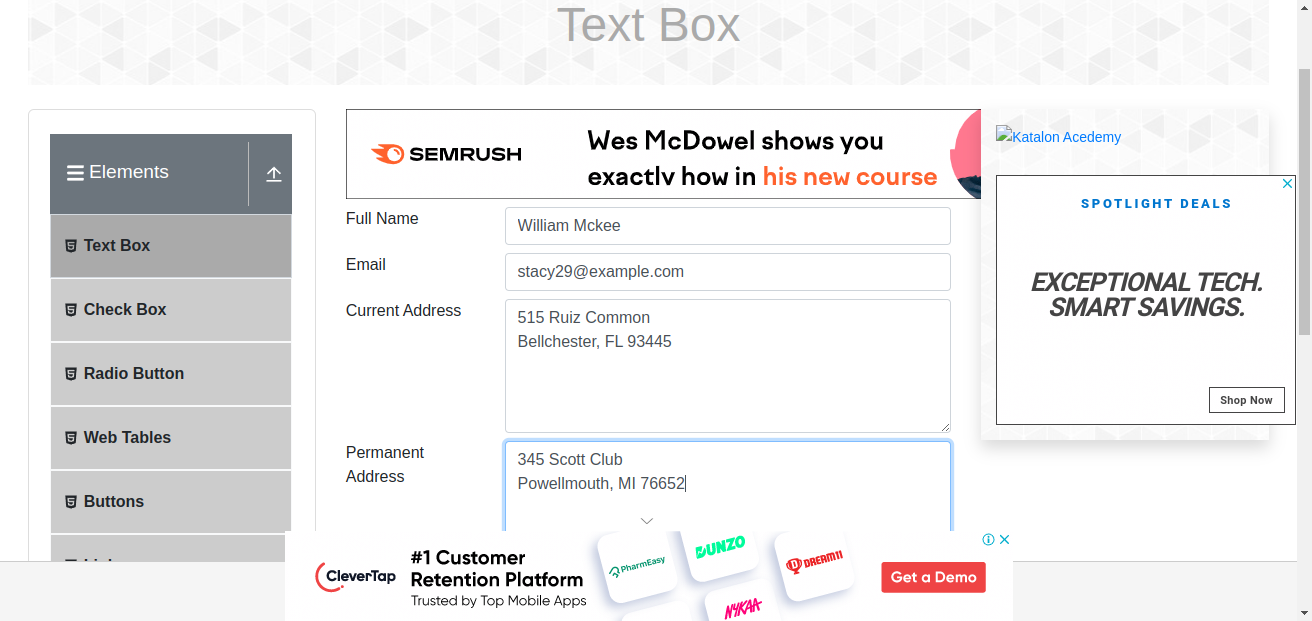 Text Box
Elements
Text Box
Check Box
Radio Button
Web Tables
Buttons
SEMRUSH
Wes McDowel shows you
exactly how in his new course
Full Name
William Mckee
Email
stacy29@example.com
Current Address
515 Ruiz Common
Bellchester, FL 93445
Permanent
Address
345 Scott Club
Powellmouth, MI 76652
Katalon Acedemy
SPOTLIGHT DEALS
EXCEPTIONAL TECH.
SMART SAVINGS.
Shop Now
CleverTap
#1 Customer
Retention Platform
Trusted by Top Mobile Apps
PharmEasy
DUNZO
DREAM11
NYKAA
Get a Demo